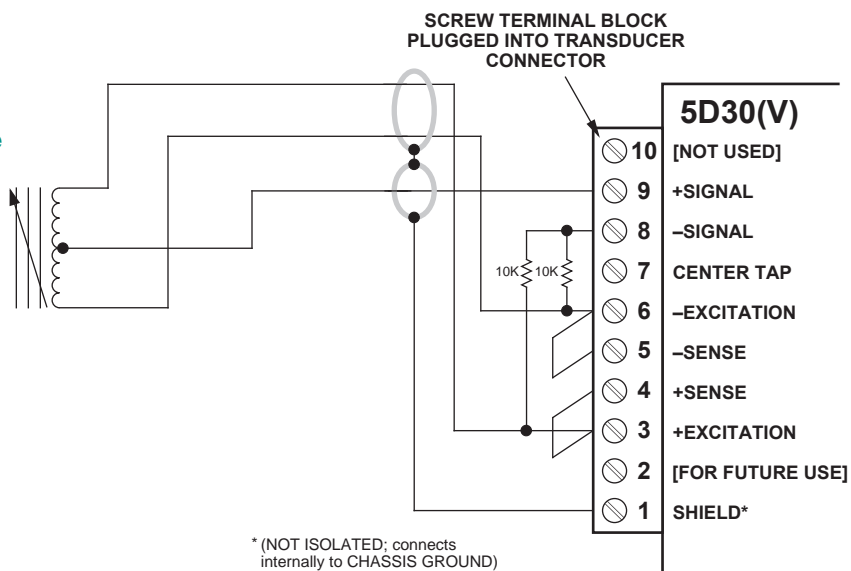 SCREW TERMINAL BLOCK
PLUGGED INTO TRANSDUCER
CONNECTOR
5D30(V)
10 [NOT USED]
9 +SIGNAL
8 –SIGNAL
7 CENTER TAP
6 –EXCITATION
5 –SENSE
4 +SENSE
3 +EXCITATION
2 [FOR FUTURE USE]
1 SHIELD*
10K 10K
* (NOT ISOLATED; connects
internally to CHASSIS GROUND)